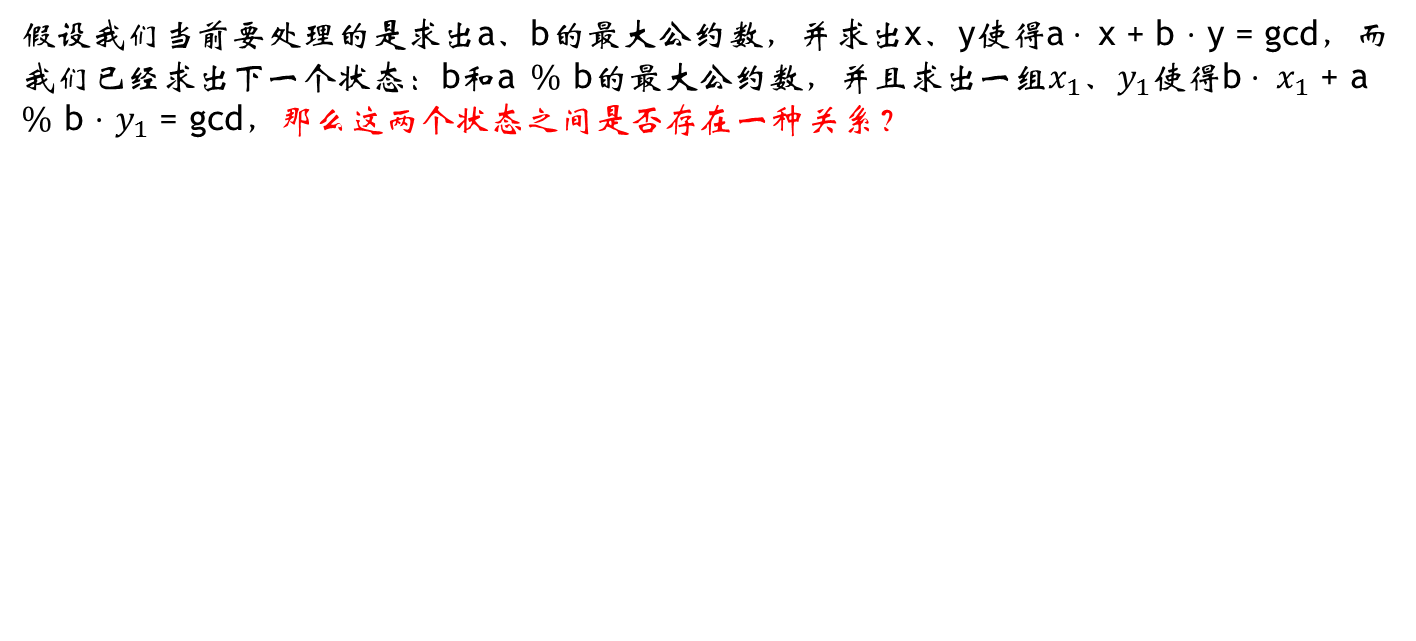 假设我们当前要处理的是求出a、b的最大公约数，并求出x、y使得a · x + b · y = gcd，而
我们已经求出下一个状态：b和a % b的最大公约数，并且求出一组𝑥₁、𝑦₁使得b · 𝑥₁ + a
% b · 𝑦₁ = gcd，那么这两个状态之间是否存在一种关系？